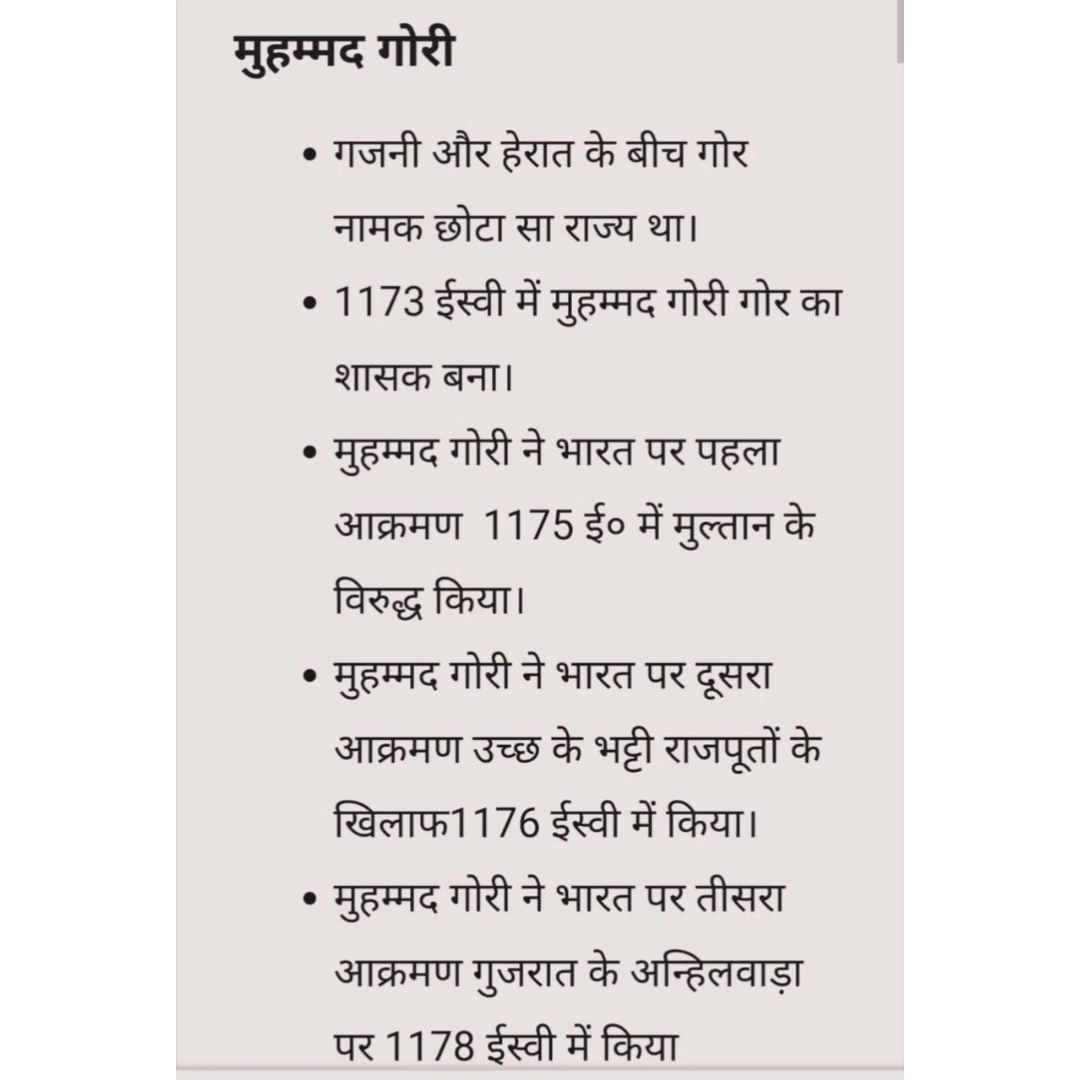 मुहम्मद गोरी
• गजनी और हेरात के बीच गोर
नामक छोटा सा राज्य था।
• 1173 ईस्वी में मुहम्मद गोरी गोर का
शासक बना।
• मुहम्मद गोरी ने भारत पर पहला
आक्रमण  1175 ई० में मुल्तान के
विरुद्ध किया।
• मुहम्मद गोरी ने भारत पर दूसरा
आक्रमण उच्छ के भट्टी राजपूतों के
खिलाफ1176 ईस्वी में किया।
• मुहम्मद गोरी ने भारत पर तीसरा
आक्रमण गुजरात के अन्हिलवाड़ा
पर 1178 ईस्वी में किया